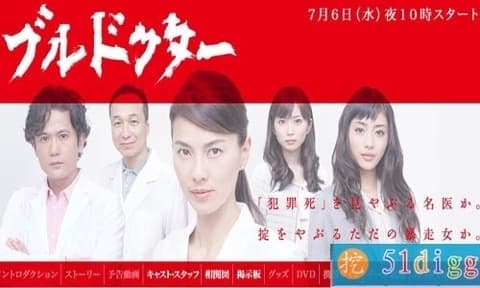 7月6日(水)夜10時スタート
ブルドクター
「犯罪死」を見やぶる名医か。
掟をやぶるただの暴走女か。
イントロダクション | ストーリー | 予告動画 | キャスト・スタッフ | 相関図 | 掲示板 | グッズ | DVD
挖 51digg